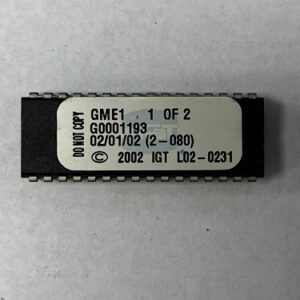 DO NOT COPY
GME1 1 OF 2
G0001193
02/01/02 (2-080)
© 2002 IGT L02-0231